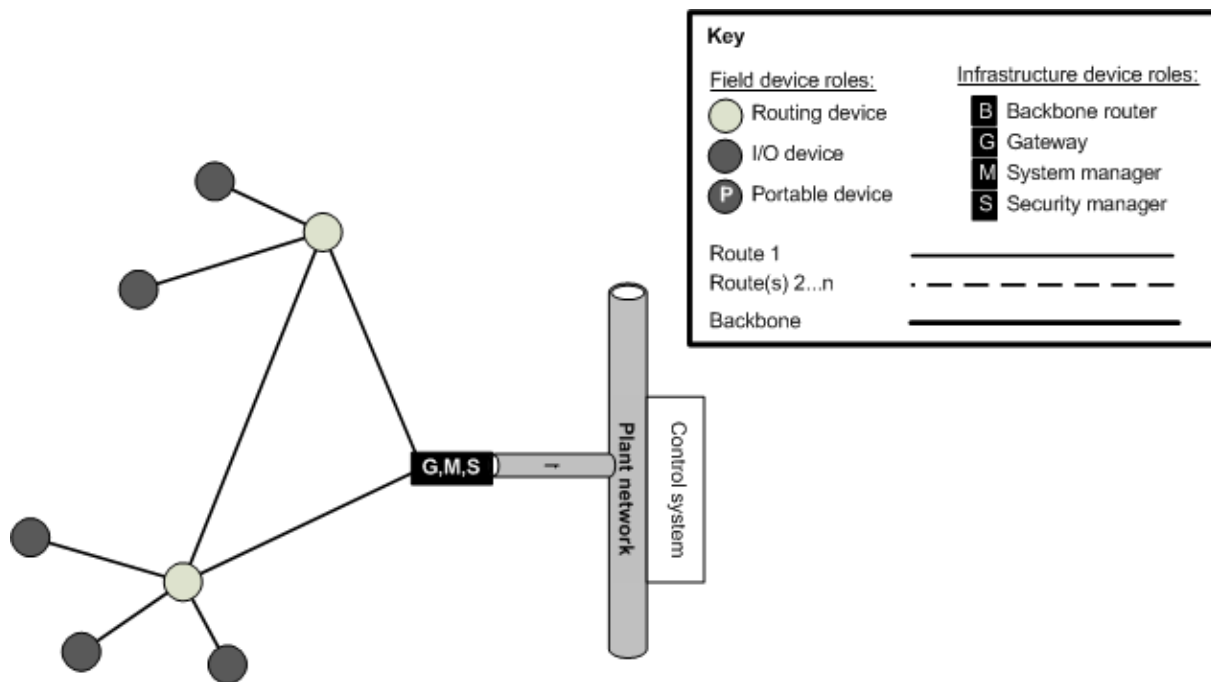 Key
Field device roles:
Routing device
I/O device
P Portable device
Infrastructure device roles:
B Backbone router
G Gateway
M System manager
S Security manager
Route 1
Route(s) 2...n
Backbone
G,M,S
Plant network
Control system